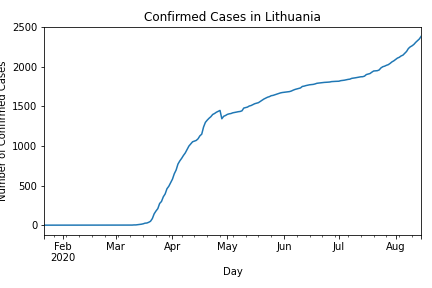 Confirmed Cases in Lithuania
Number of Confirmed Cases
2500
2000
1500
1000
500
0
Feb
2020
Mar
Apr
May
Jun
Jul
Aug
Day